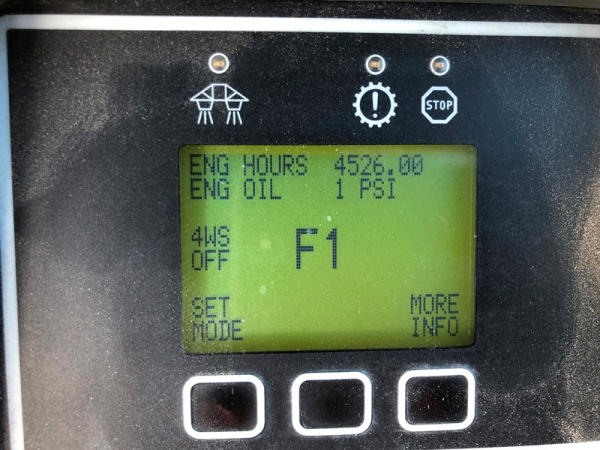 STOP
ENG HOURS 4526.00
ENG OIL 1 PSI
4WS
OFF
F1
SET
MODE
MORE
INFO